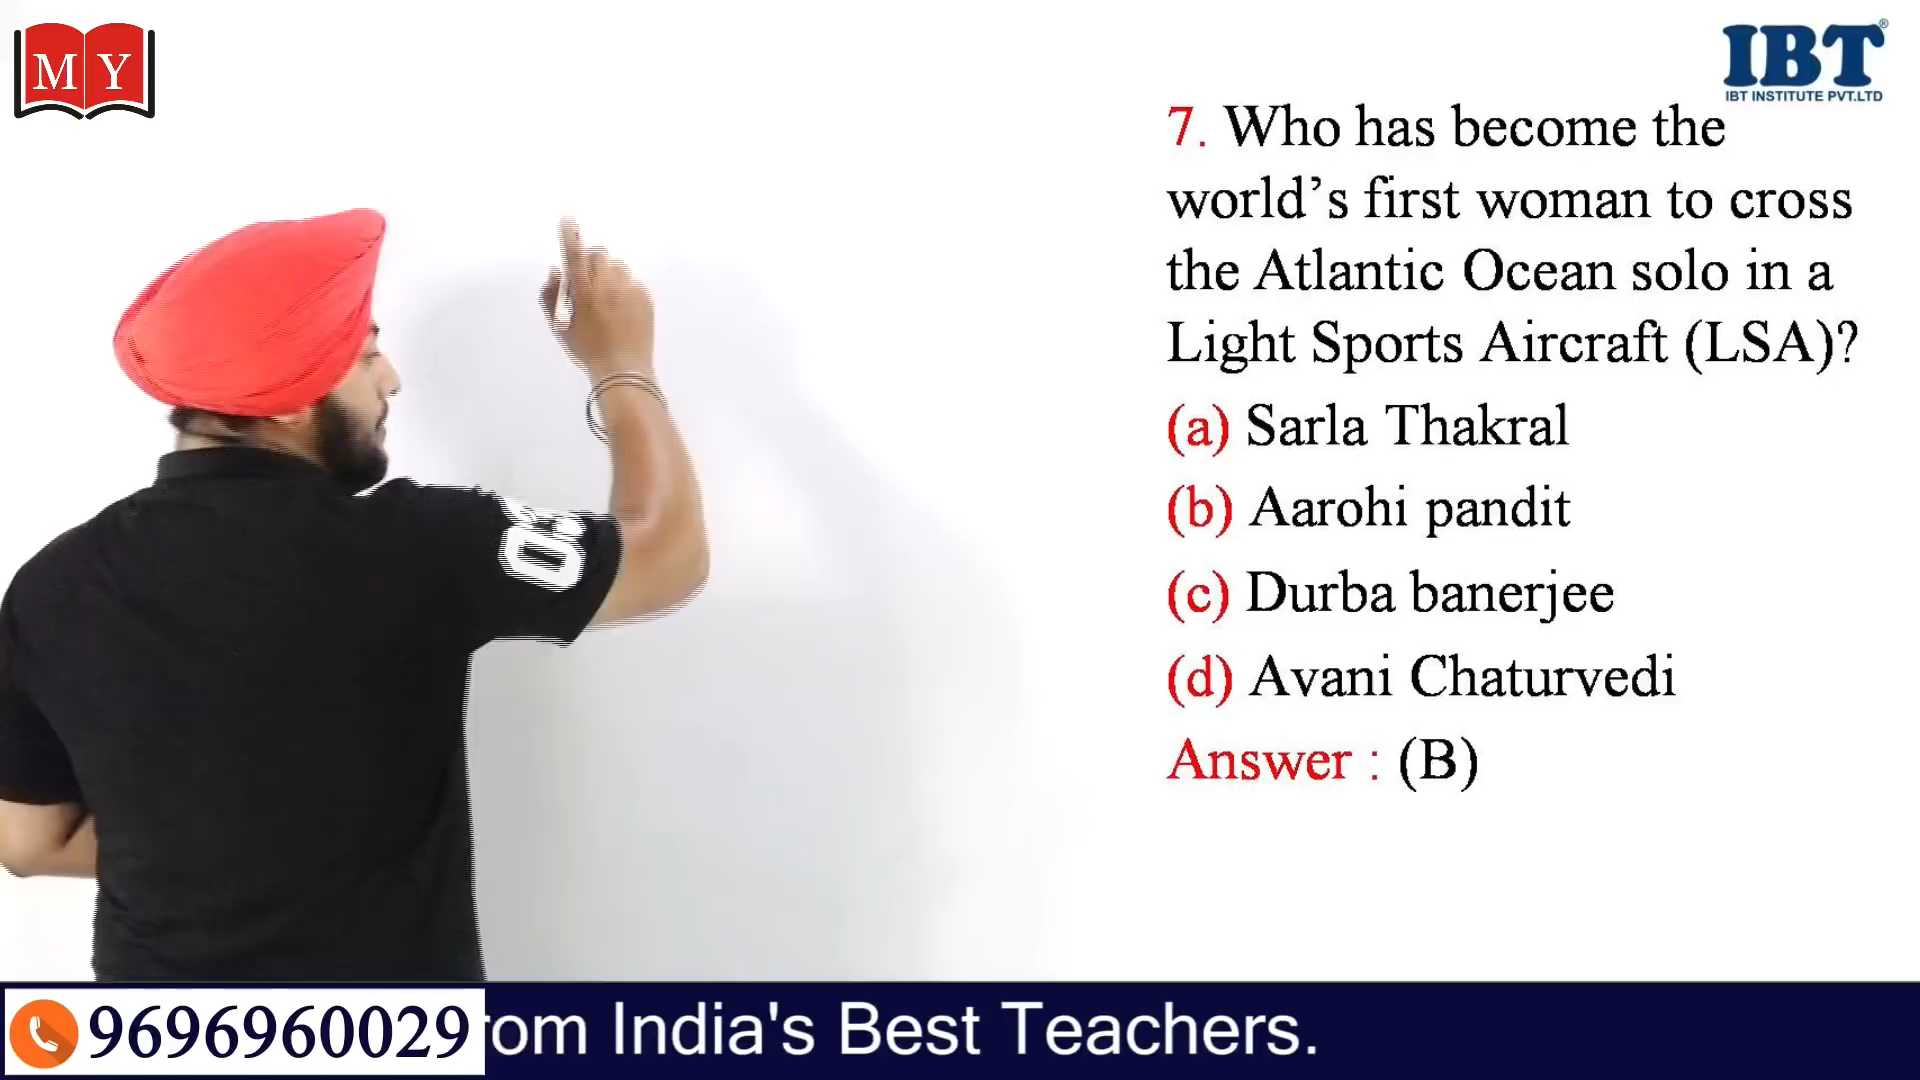 MY
IBT®
IBT INSTITUTE PVT.LTD
7. Who has become the
world’s first woman to cross
the Atlantic Ocean solo in a
Light Sports Aircraft (LSA)?
(a) Sarla Thakral
(b) Aarohi pandit
(c) Durba banerjee
(d) Avani Chaturvedi
Answer : (B)
03
9696960029
om India's Best Teachers.